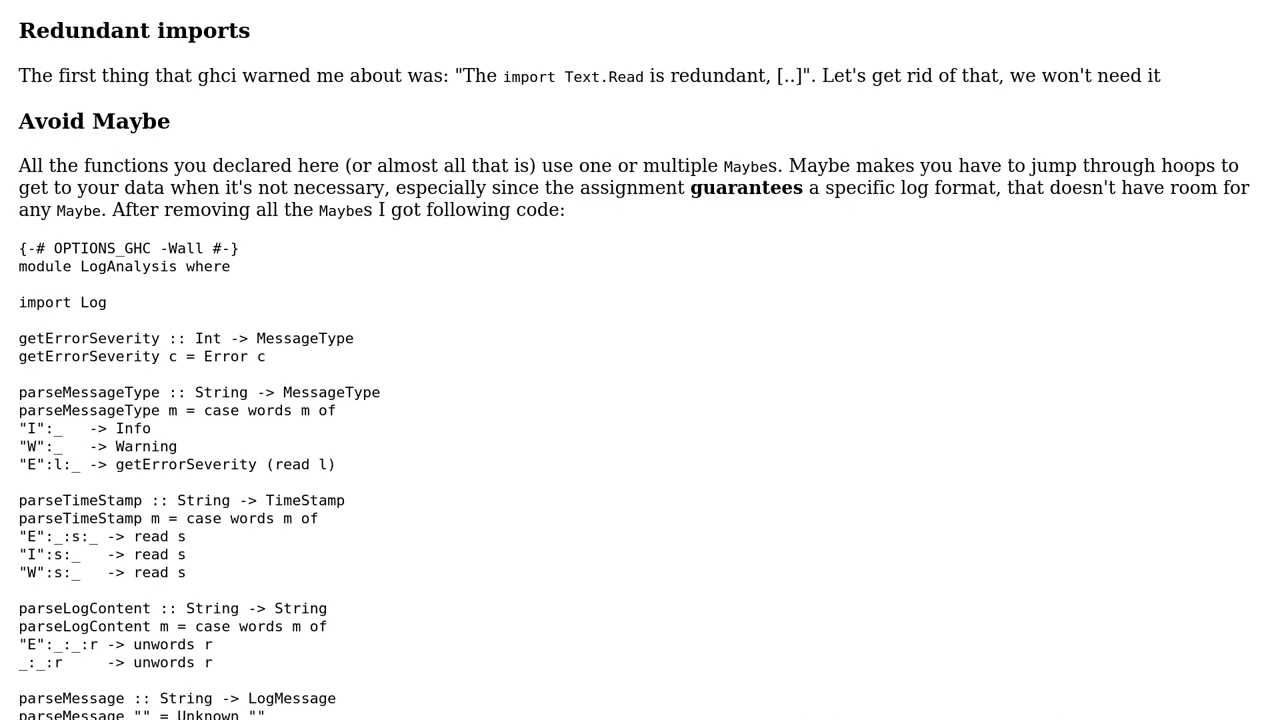 Redundant imports
The first thing that ghci warned me about was: "The import Text.Read is redundant, [..]". Let's get rid of that, we won't need it
Avoid Maybe
All the functions you declared here (or almost all that is) use one or multiple Maybes. Maybe makes you have to jump through hoops to
get to your data when it's not necessary, especially since the assignment guarantees a specific log format, that doesn't have room for
any Maybe. After removing all the Maybes I got following code:
{-# OPTIONS_GHC -Wall #-}
module LogAnalysis where
import Log
getErrorSeverity :: Int -> MessageType
getErrorSeverity c = Error c
parseMessageType :: String -> MessageType
parseMessageType m = case words m of
"I":_   -> Info
"W":_   -> Warning
"E":l:_ -> getErrorSeverity (read l)
parseTimeStamp :: String -> TimeStamp
parseTimeStamp m = case words m of
"E":_:s:_ -> read s
"I":s:_   -> read s
"W":s:_   -> read s
parseLogContent :: String -> String
parseLogContent m = case words m of
"E":_:_:r -> unwords r
_:_:r     -> unwords r
parseMessage :: String -> LogMessage
parseMessage "" = Unknown ""